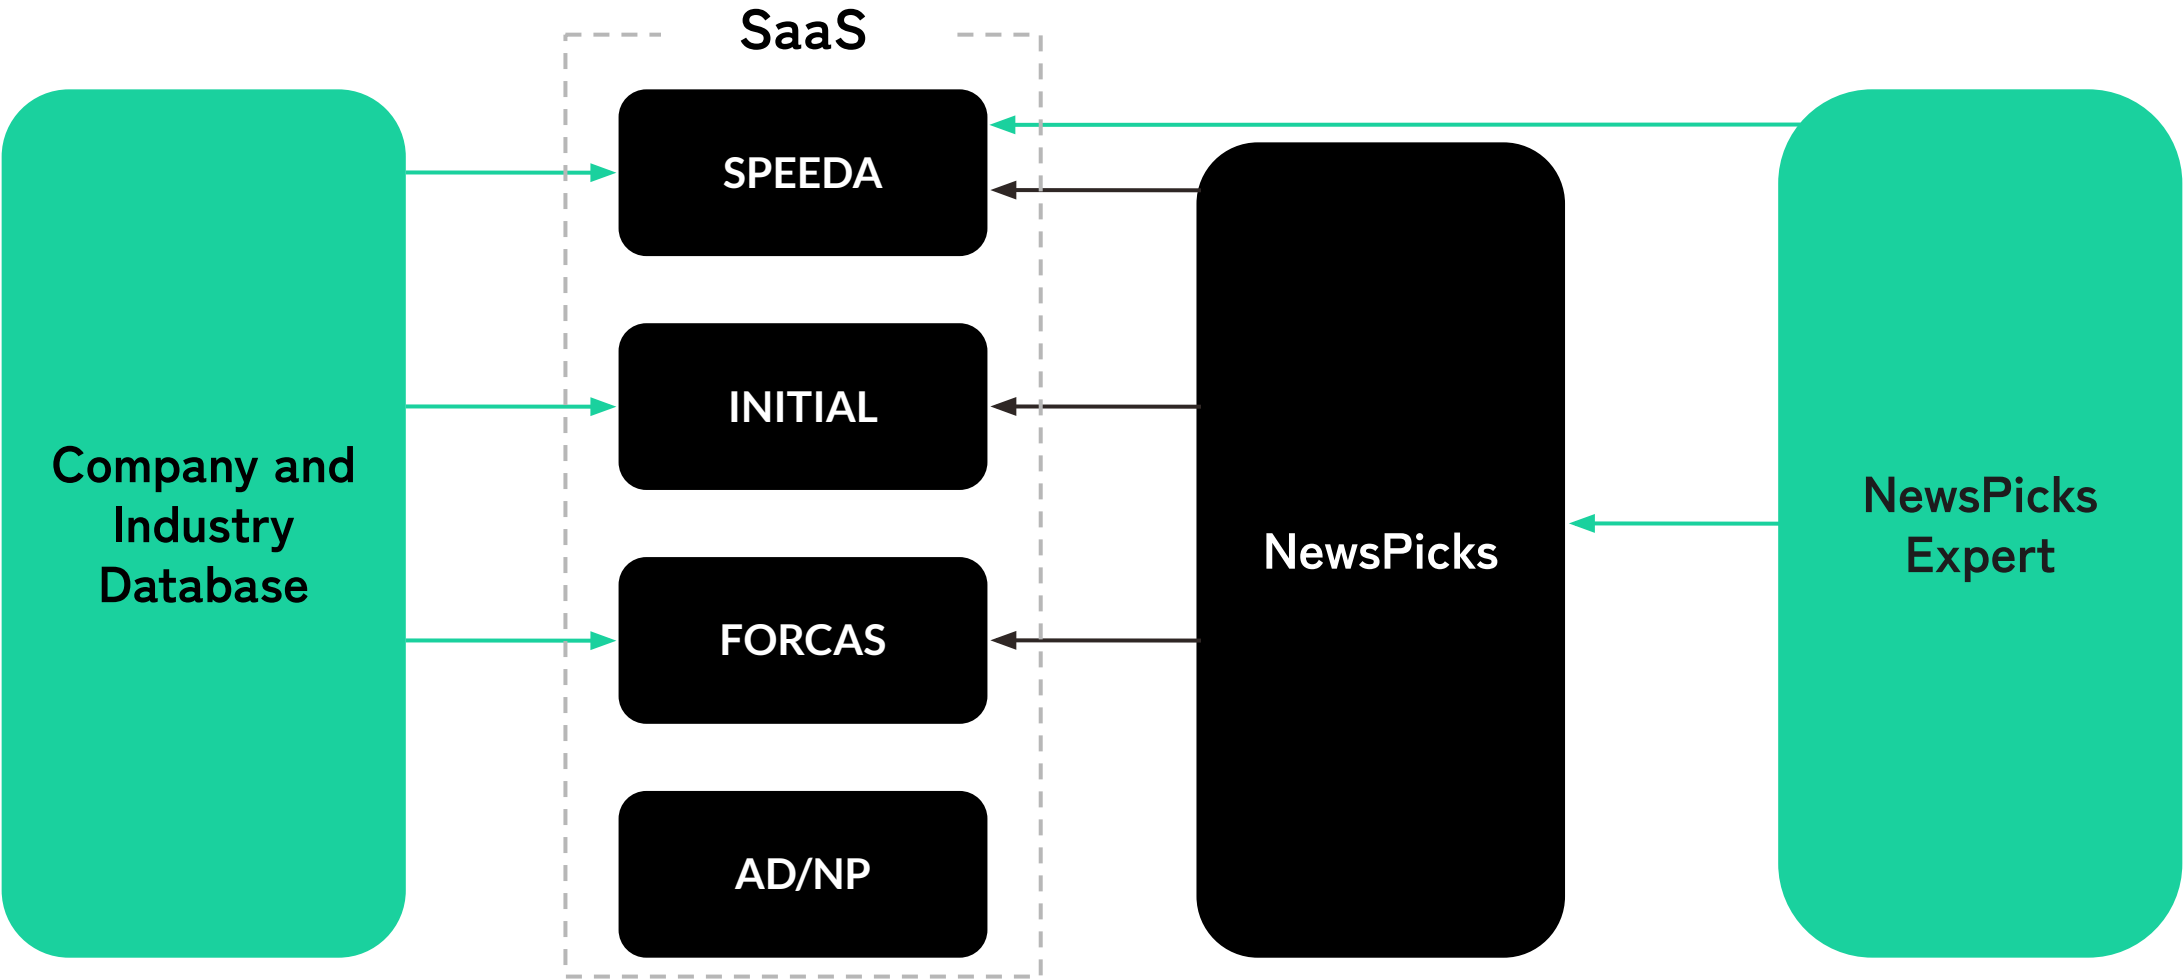 SaaS
Company and
Industry
Database
SPEEDA
INITIAL
FORCAS
AD/NP
NewsPicks
NewsPicks
Expert